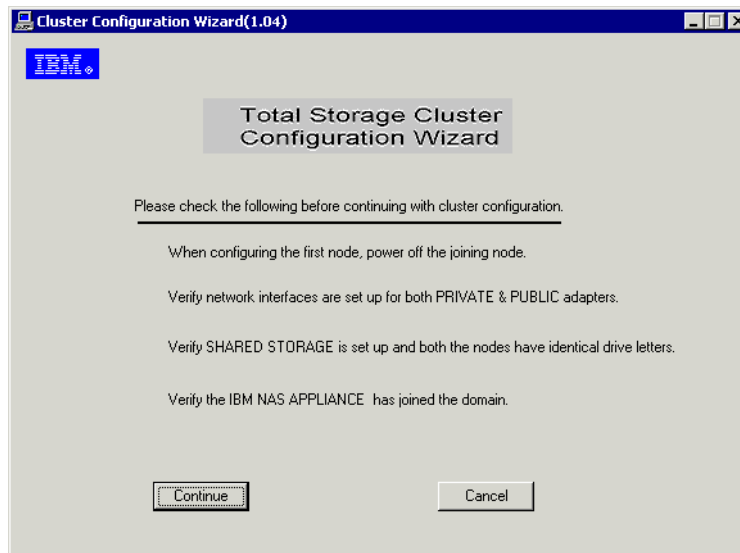 Cluster Configuration Wizard(1.04)
IBM®
Total Storage Cluster
Configuration Wizard
Please check the following before continuing with cluster configuration.
When configuring the first node, power off the joining node.
Verify network interfaces are set up for both PRIVATE & PUBLIC adapters.
Verify SHARED STORAGE is set up and both the nodes have identical drive letters.
Verify the IBM NAS APPLIANCE has joined the domain.
Continue
Cancel